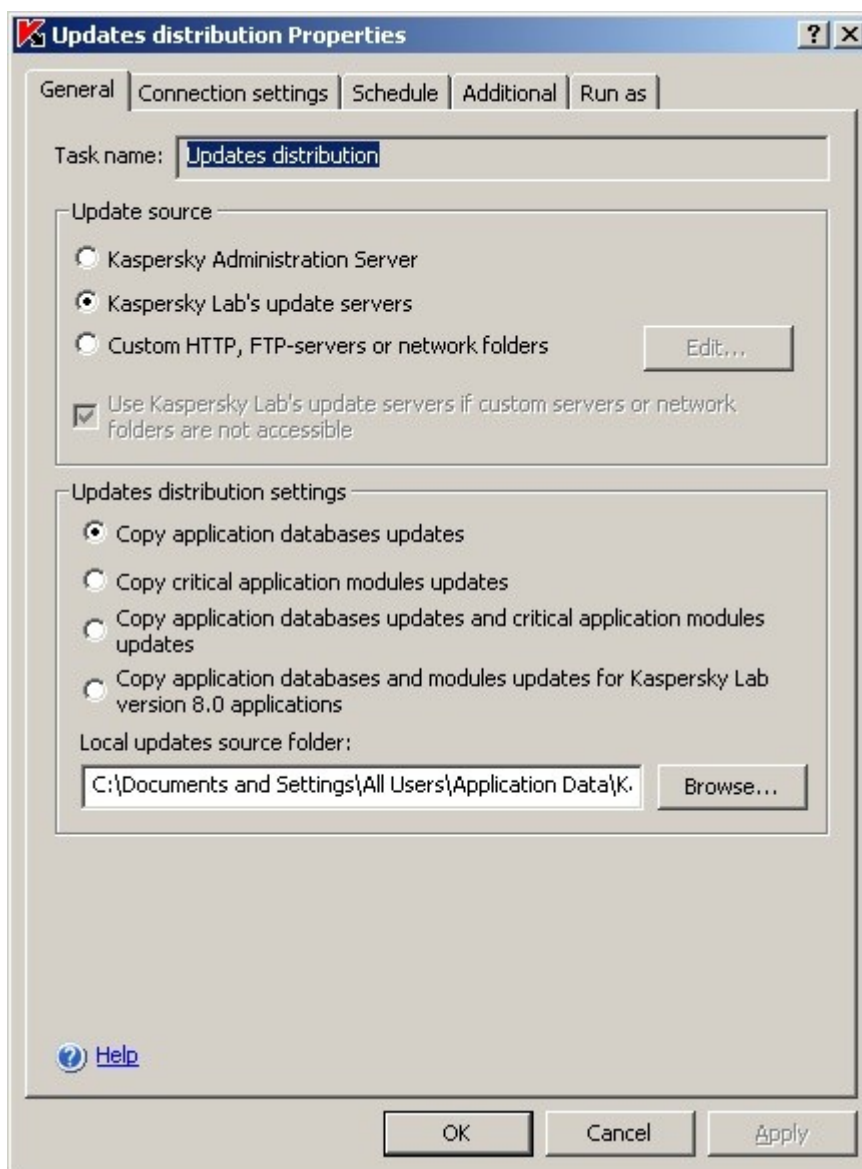 Updates distribution Properties
General Connection settings Schedule Additional Run as
Task name: Updates distribution
Update source
Kaspersky Administration Server
Kaspersky Lab's update servers
Custom HTTP, FTP-servers or network folders
Edit...
Use Kaspersky Lab's update servers if custom servers or network
folders are not accessible
Updates distribution settings
Copy application databases updates
Copy critical application modules updates
Copy application databases updates and critical application modules
updates
Copy application databases and modules updates for Kaspersky Lab
version 8.0 applications
Local updates source folder:
C:\Documents and Settings\All Users\Application Data\K
Browse...
Help
OK Cancel Apply